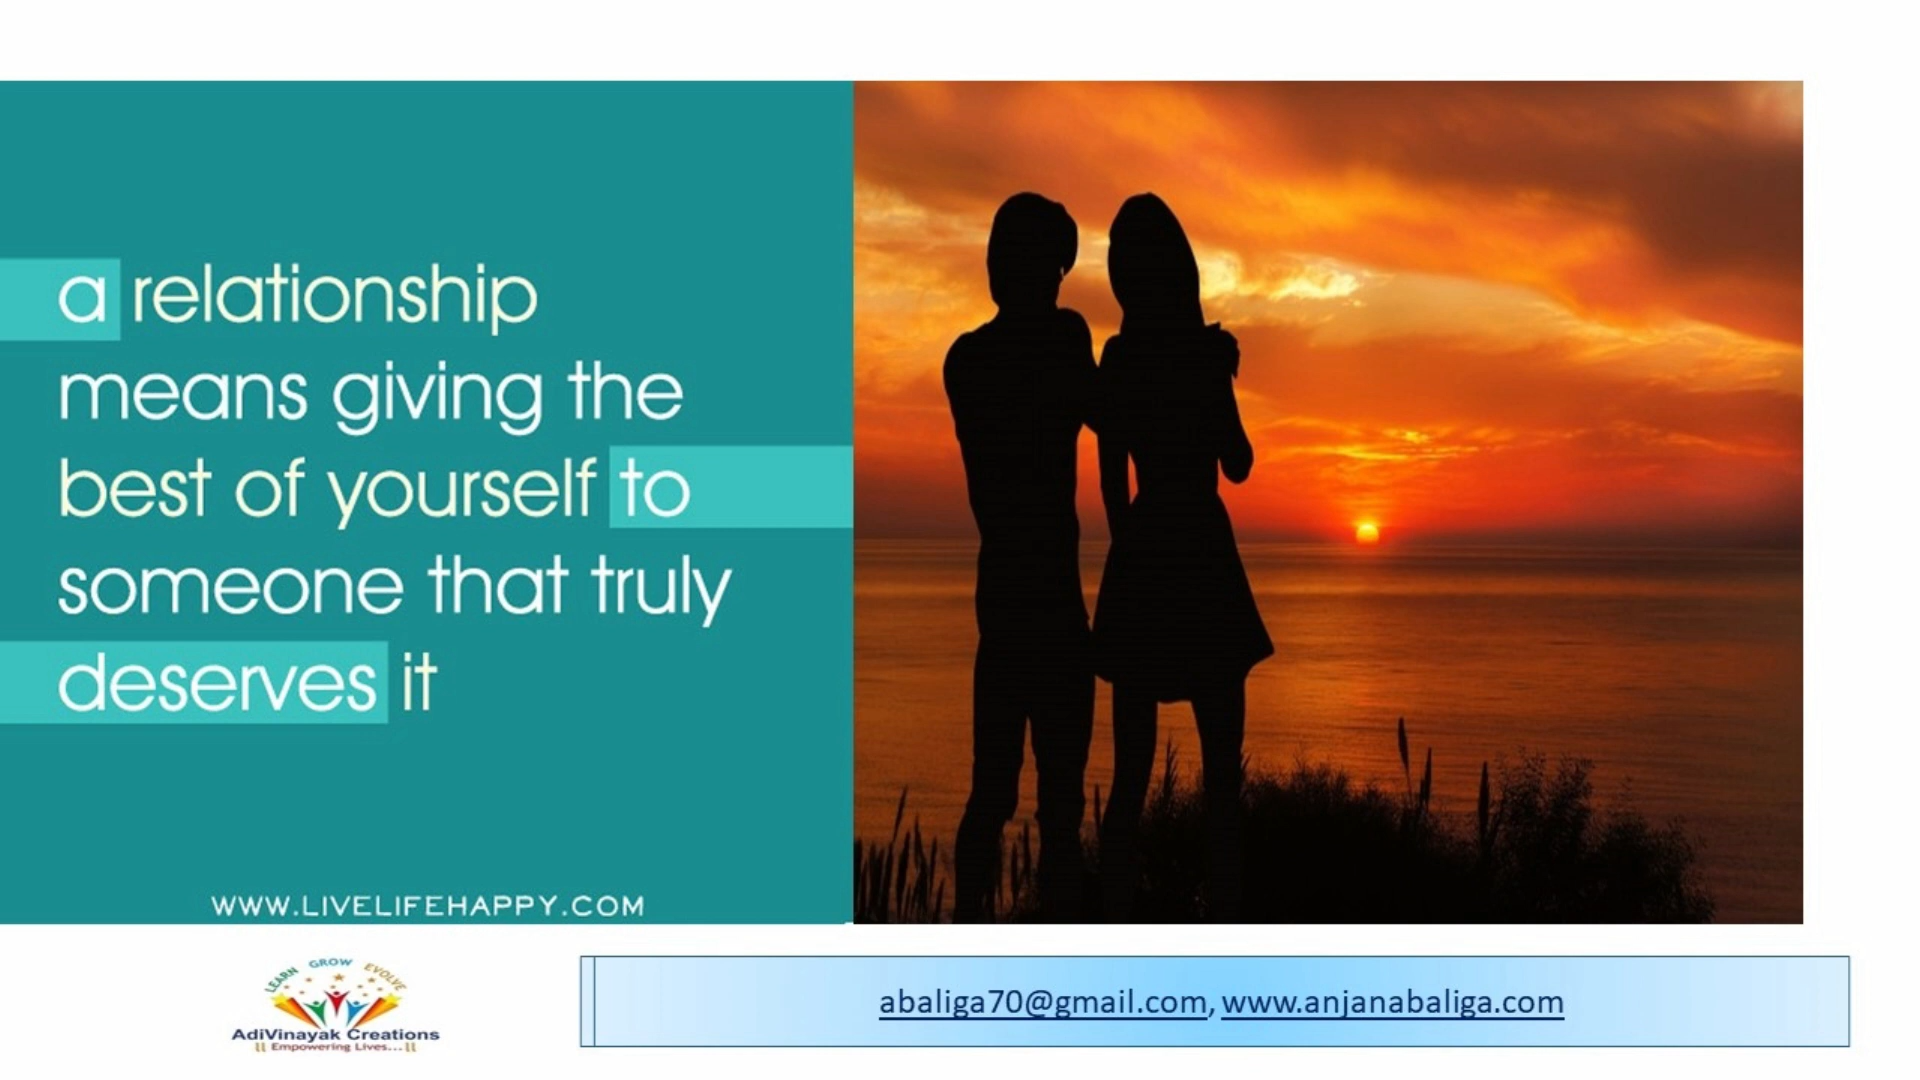 a relationship
means giving the
best of yourself to
someone that truly
deserves it
WWW.LIVELIFEHAPPY.COM
LEARN GROW EVOLVE
AdiVinayak Creations
Empowering Lives...
abaliga70@gmail.com, www.anjanabaliga.com